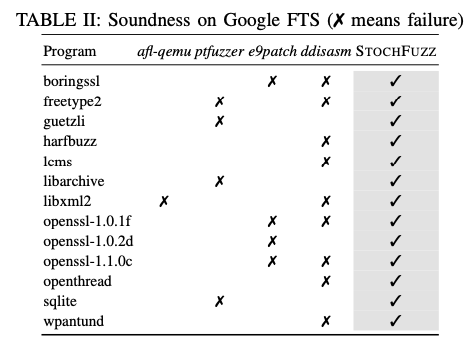 TABLE II: Soundness on Google FTS (✗ means failure)
Program afl-qemu ptfuzzer e9patch ddisasm STOCHFUZZ
boringssl ✗ ✗ ✓
freetype2 ✗ ✗ ✓
guetzli ✗ ✓
harfbuzz ✗ ✓
lcms ✗ ✓
libarchive ✗ ✓
libxml2 ✗ ✗ ✓
openssl-1.0.1f ✗ ✗ ✓
openssl-1.0.2d ✗ ✓
openssl-1.1.0c ✗ ✗ ✓
openthread ✗ ✓
sqlite ✗ ✓
wpantund ✗ ✓